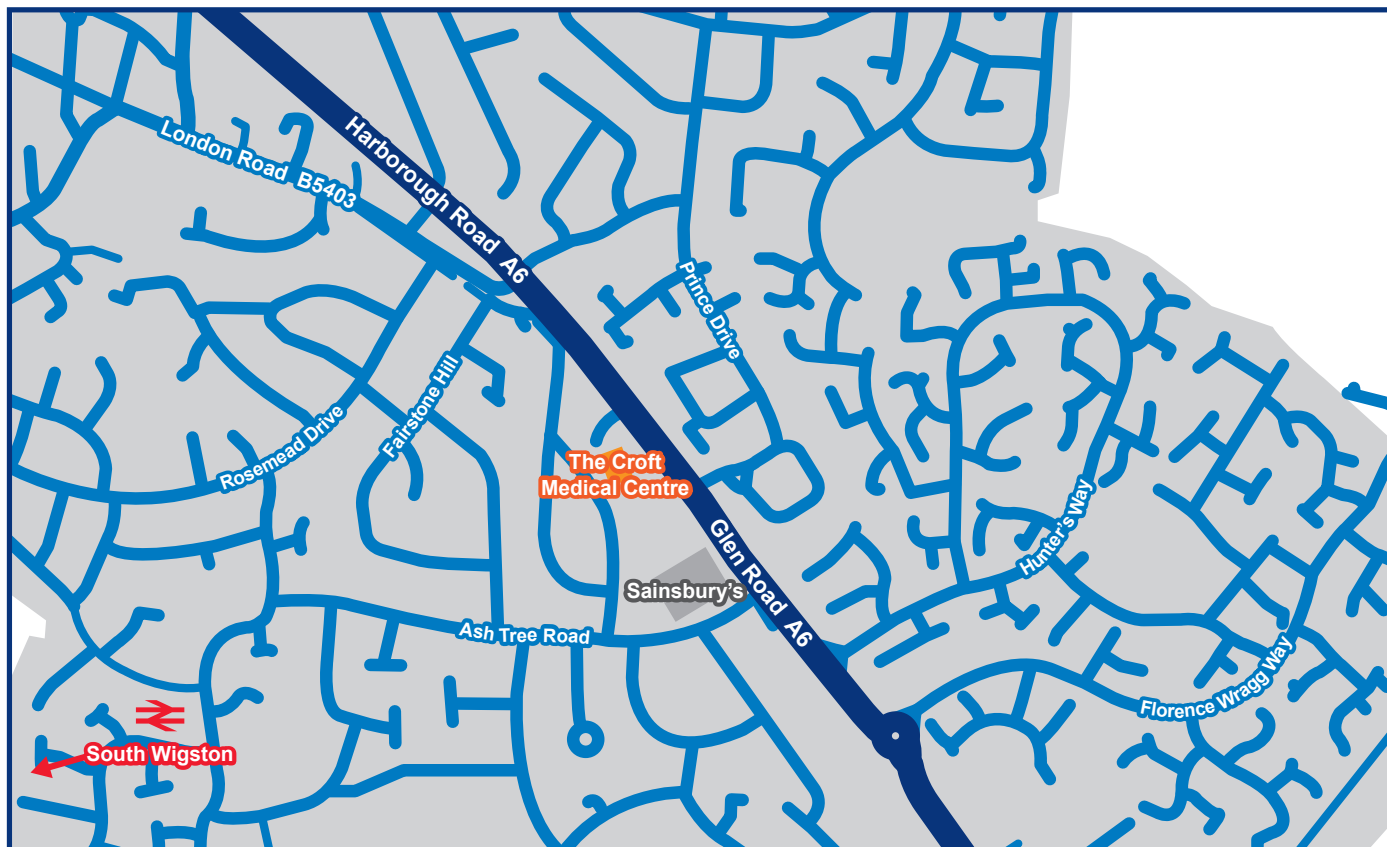 London Road B5403
Harborough Road A6
Prince Drive
Fairstone Hill
Rosemead Drive
The Croft
Medical Centre
Glen Road A6
Hunter's Way
Sainsbury's
Ash Tree Road
Florence Wragg Way
South Wigston